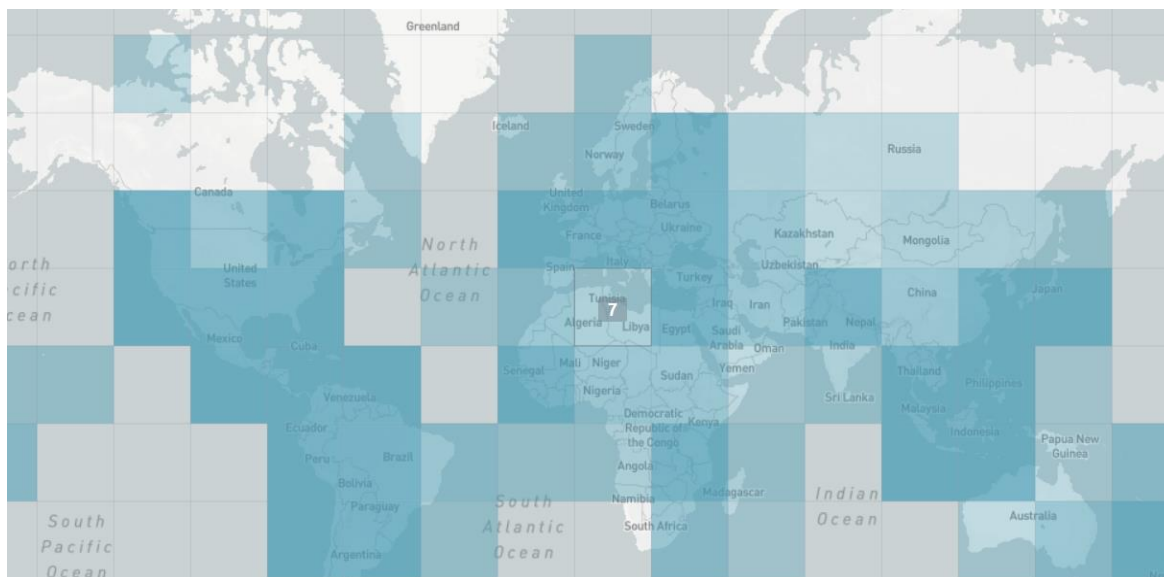 Greenland
Iceland
Sweden
Norway
Russia
Canada
United
Kingdom
Belarus
Ukraine
France
Kazakhstan
Mongolia
North
Atlantic
Ocean
orth
acific
cean
United
States
Spain
Italy
Uzbekistan
Turkey
China
Japan
Tunisia
7
Algeria
Libya
Egypt
Iraq
Iran
Pakistan
Nepal
Saudi
Arabia
Oman
Mexico
Cuba
India
Yemen
Senegal
Mali
Niger
Sudan
Thailand
Philippines
Nigeria
Sri Lanka
Venezuela
Malaysia
Democratic
Republic of
the Congo
Kenya
Ecuador
Indonesia
Papua New
Guinea
Peru
Brazil
Angola
Bolivia
Madagascar
Namibia
Indian
Ocean
Paraguay
South
Atlantic
Ocean
South Africa
Australia
South
Pacific
Ocean
Argentina